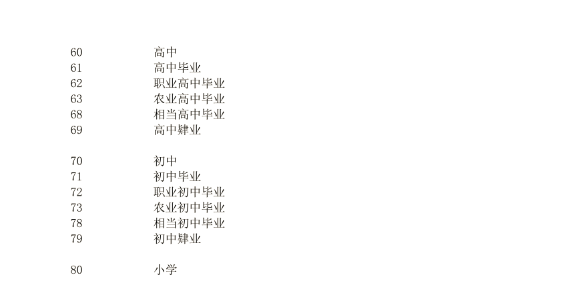 60 高中
61 高中毕业
62 职业高中毕业
63 农业高中毕业
68 相当高中毕业
69 高中肄业
70 初中
71 初中毕业
72 职业初中毕业
73 农业初中毕业
78 相当初中毕业
79 初中肄业
80 小学